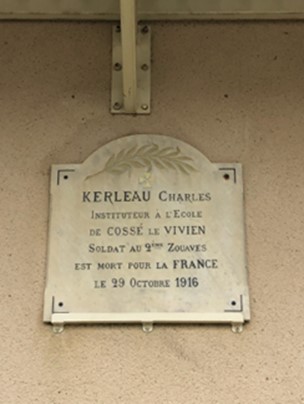 KERLEAU CHARLES
INSTITUTEUR À L'ECOLE
DE COSSÉ LE VIVIEN
SOLDAT AU 2ème ZOUAVES
EST MORT POUR LA FRANCE
LE 29 OCTOBRE 1916